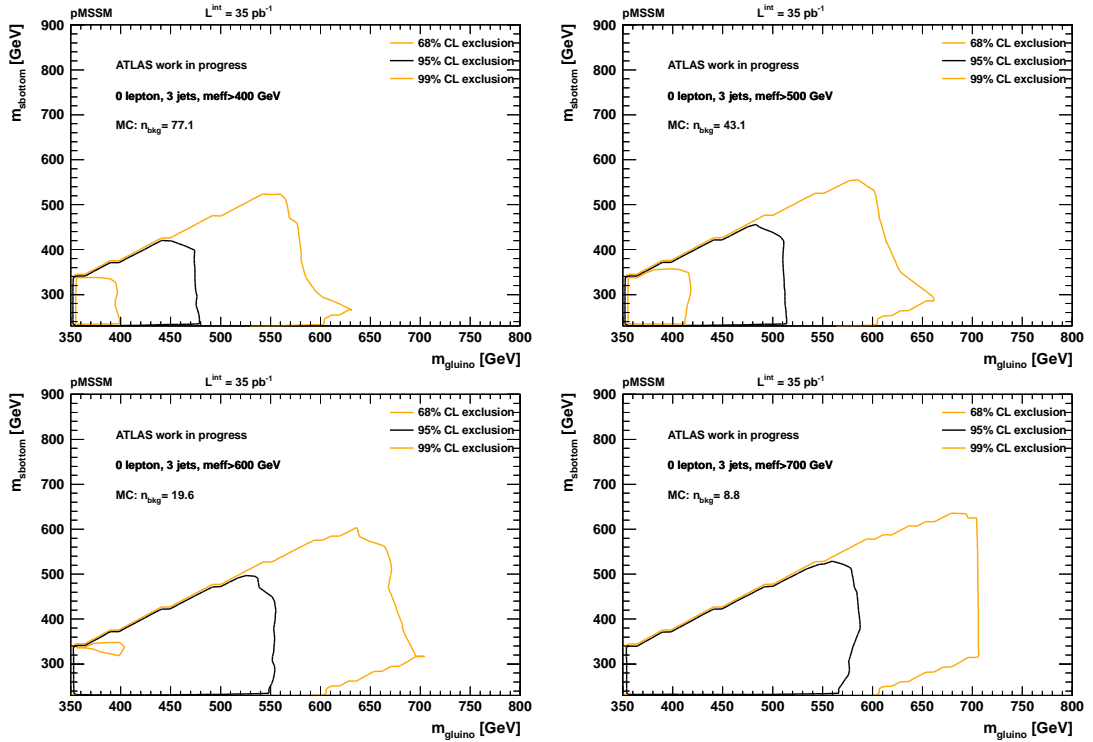 pMSSM
L^int = 35 pb^-1
m_sbottom [GeV]
900
800
700
600
500
400
300
68% CL exclusion
95% CL exclusion
99% CL exclusion
ATLAS work in progress
0 lepton, 3 jets, meff>400 GeV
MC: n_bkg = 77.1
350 400 450 500 550 600 650 700 750 800
m_gluino [GeV]
pMSSM
L^int = 35 pb^-1
m_sbottom [GeV]
900
800
700
600
500
400
300
68% CL exclusion
95% CL exclusion
99% CL exclusion
ATLAS work in progress
0 lepton, 3 jets, meff>500 GeV
MC: n_bkg = 43.1
350 400 450 500 550 600 650 700 750 800
m_gluino [GeV]
pMSSM
L^int = 35 pb^-1
m_sbottom [GeV]
900
800
700
600
500
400
300
68% CL exclusion
95% CL exclusion
99% CL exclusion
ATLAS work in progress
0 lepton, 3 jets, meff>600 GeV
MC: n_bkg = 19.6
350 400 450 500 550 600 650 700 750 800
m_gluino [GeV]
pMSSM
L^int = 35 pb^-1
m_sbottom [GeV]
900
800
700
600
500
400
300
68% CL exclusion
95% CL exclusion
99% CL exclusion
ATLAS work in progress
0 lepton, 3 jets, meff>700 GeV
MC: n_bkg = 8.8
350 400 450 500 550 600 650 700 750 800
m_gluino [GeV]